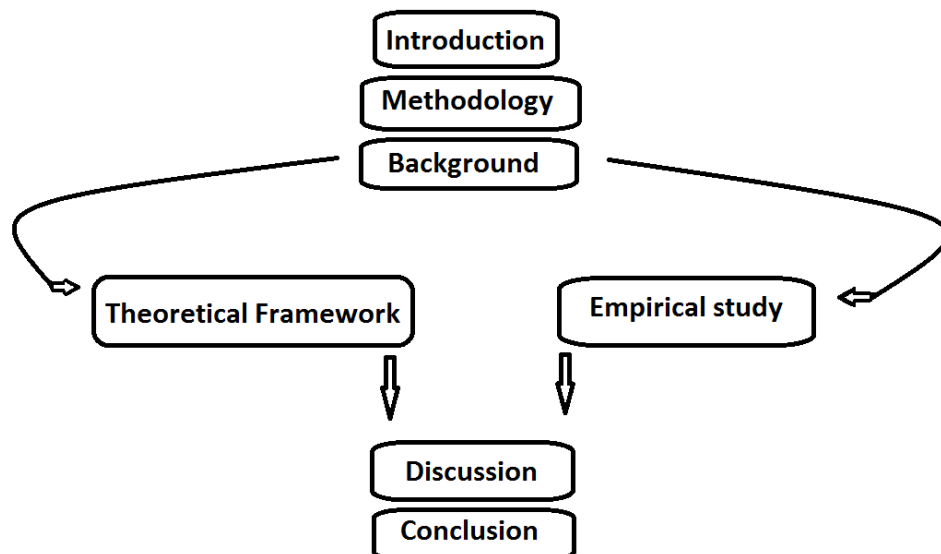 Introduction
Methodology
Background
Theoretical Framework
Empirical study
Discussion
Conclusion